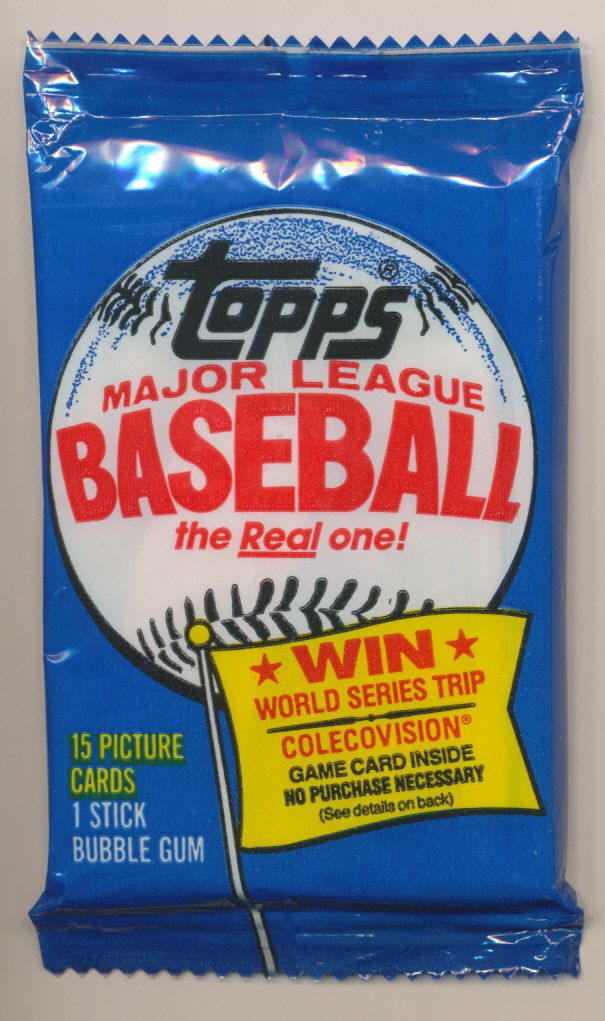 Topps®
MAJOR LEAGUE
BASEBALL
the Real one!
★ WIN ★
WORLD SERIES TRIP
COLECOVISION®
GAME CARD INSIDE
NO PURCHASE NECESSARY
(See details on back)
15 PICTURE
CARDS
1 STICK
BUBBLE GUM